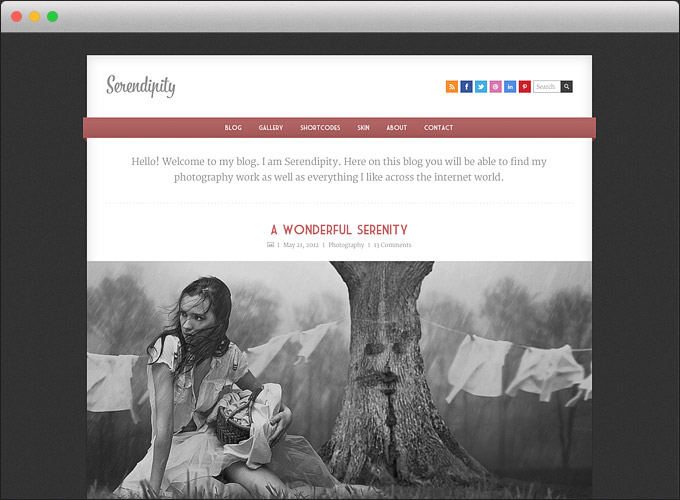 Serendipity
Search
BLOG GALLERY SHORTCODES SKIN ABOUT CONTACT
Hello! Welcome to my blog. I am Serendipity. Here on this blog you will be able to find my
photography work as well as everything I like across the internet world.
A WONDERFUL SERENITY
| May 21, 2012 | Photography | 13 Comments